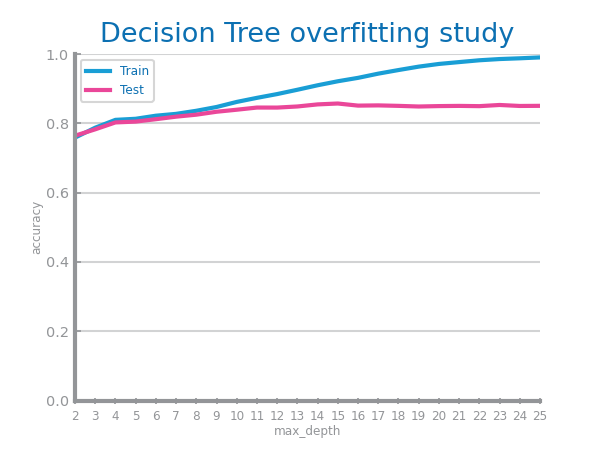 Decision Tree overfitting study
1.0
Train
Test
0.8
0.6
accuracy
0.4
0.2
0.0
2 3 4 5 6 7 8 9 10 11 12 13 14 15 16 17 18 19 20 21 22 23 24 25
max_depth